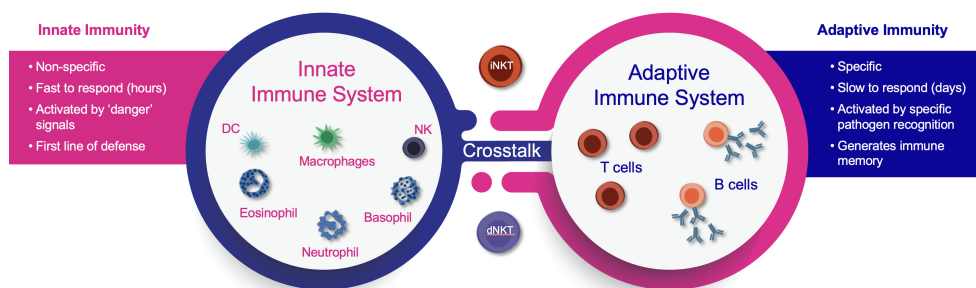 Innate Immunity
• Non-specific
• Fast to respond (hours)
• Activated by 'danger'
signals
• First line of defense
Innate
Immune System
DC
Macrophages
NK
Eosinophil
Basophil
Neutrophil
iNKT
Crosstalk
dNKT
Adaptive
Immune System
T cells
B cells
Adaptive Immunity
• Specific
• Slow to respond (days)
• Activated by specific
pathogen recognition
• Generates immune
memory